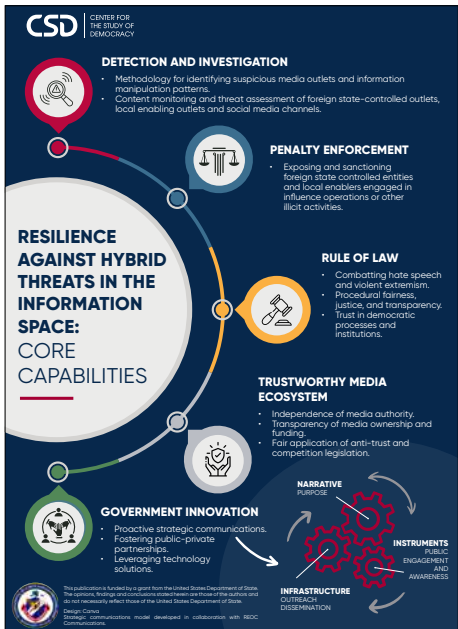 CSD
CENTER FOR
THE STUDY OF
DEMOCRACY
DETECTION AND INVESTIGATION
• Methodology for identifying suspicious media outlets and information
manipulation patterns.
• Content monitoring and threat assessment of foreign state-controlled outlets,
local enabling outlets and social media channels.
PENALTY ENFORCEMENT
• Exposing and sanctioning
foreign state controlled entities
and local enablers engaged in
influence operations or other
illicit activities.
RESILIENCE
AGAINST HYBRID
THREATS IN THE
INFORMATION
SPACE:
CORE
CAPABILITIES
RULE OF LAW
• Combatting hate speech
and violent extremism.
• Procedural fairness,
justice, and transparency.
• Trust in democratic
processes and
institutions.
TRUSTWORTHY MEDIA
ECOSYSTEM
• Independence of media authority.
• Transparency of media ownership and
funding.
• Fair application of anti-trust and
competition legislation.
GOVERNMENT INNOVATION
• Proactive strategic communications.
• Fostering public-private
partnerships.
• Leveraging technology
solutions.
NARRATIVE
PURPOSE
INSTRUMENTS
PUBLIC
ENGAGEMENT
AND
AWARENESS
INFRASTRUCTURE
OUTREACH
DISSEMINATION
This publication is funded by a grant from the United States Department of State.
The opinions, findings and conclusions stated herein are those of the authors and
do not necessarily reflect those of the United States Department of State.
Design: Canva
Strategic communications model developed in collaboration with REDC
Communications.